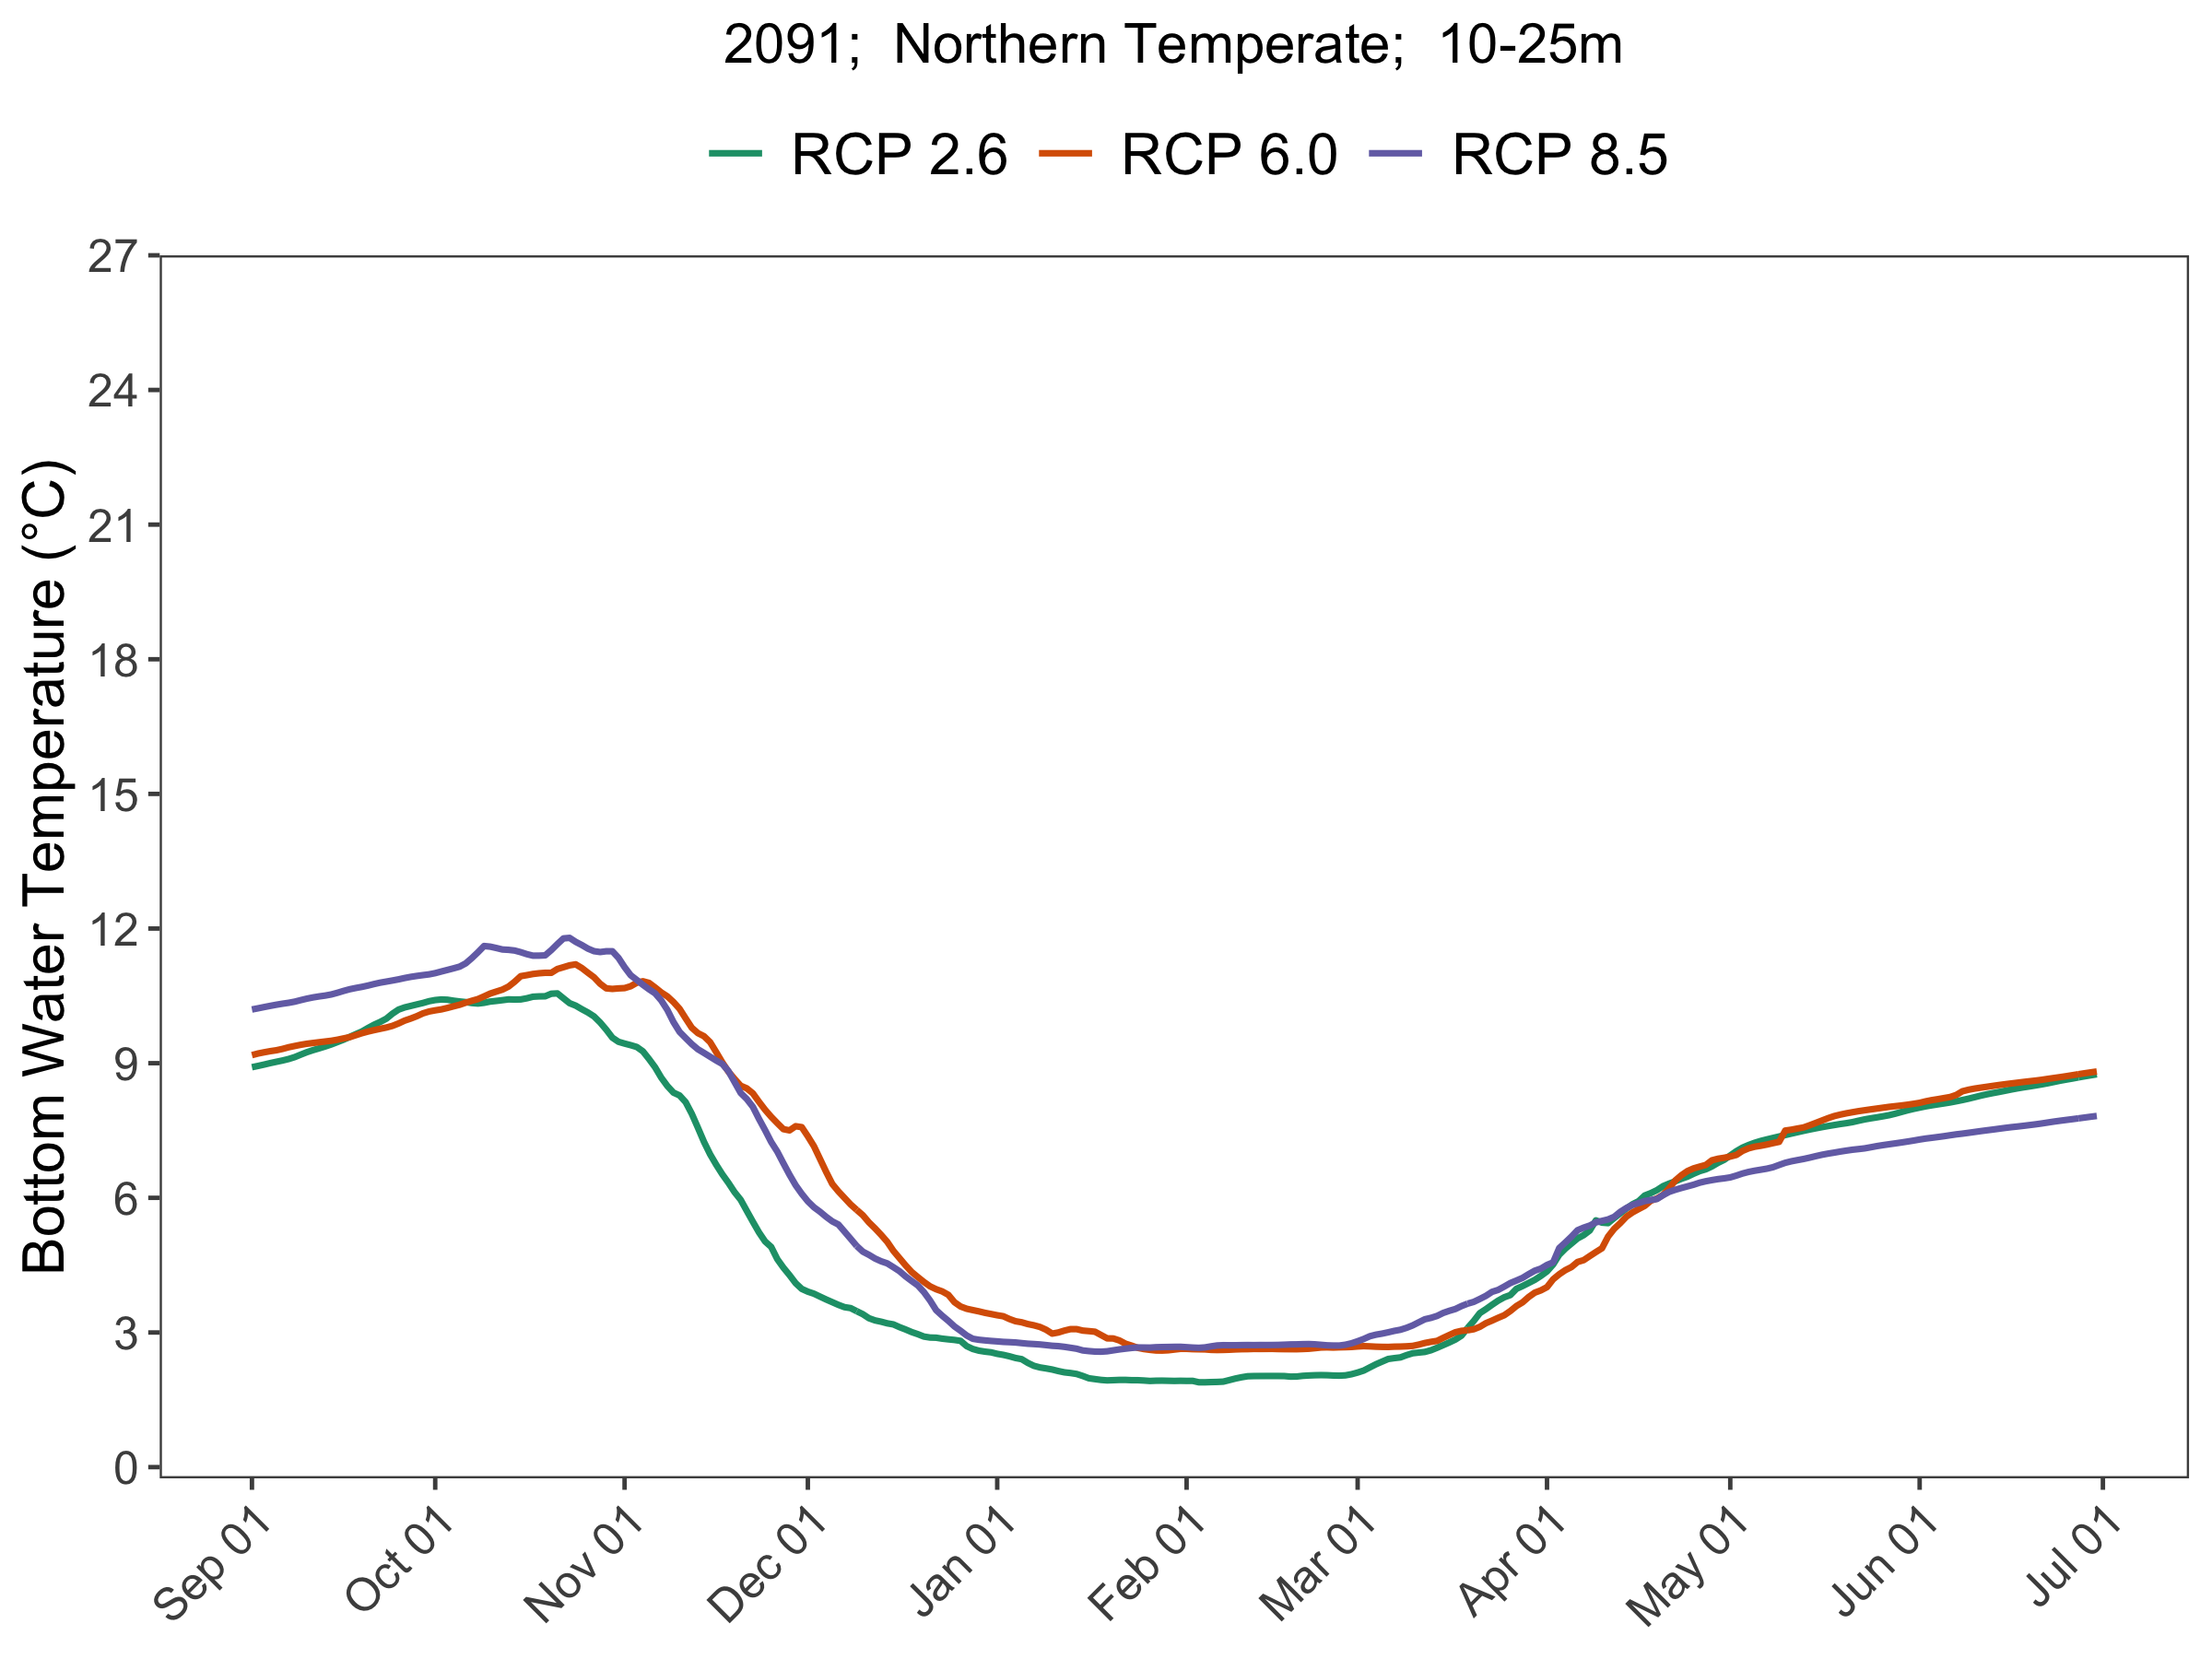 2091; Northern Temperate; 10-25m
RCP 2.6 RCP 6.0 RCP 8.5
Bottom Water Temperature (°C)
27
24
21
18
15
12
9
6
3
0
Sep 01 Oct 01 Nov 01 Dec 01 Jan 01 Feb 01 Mar 01 Apr 01 May 01 Jun 01 Jul 01